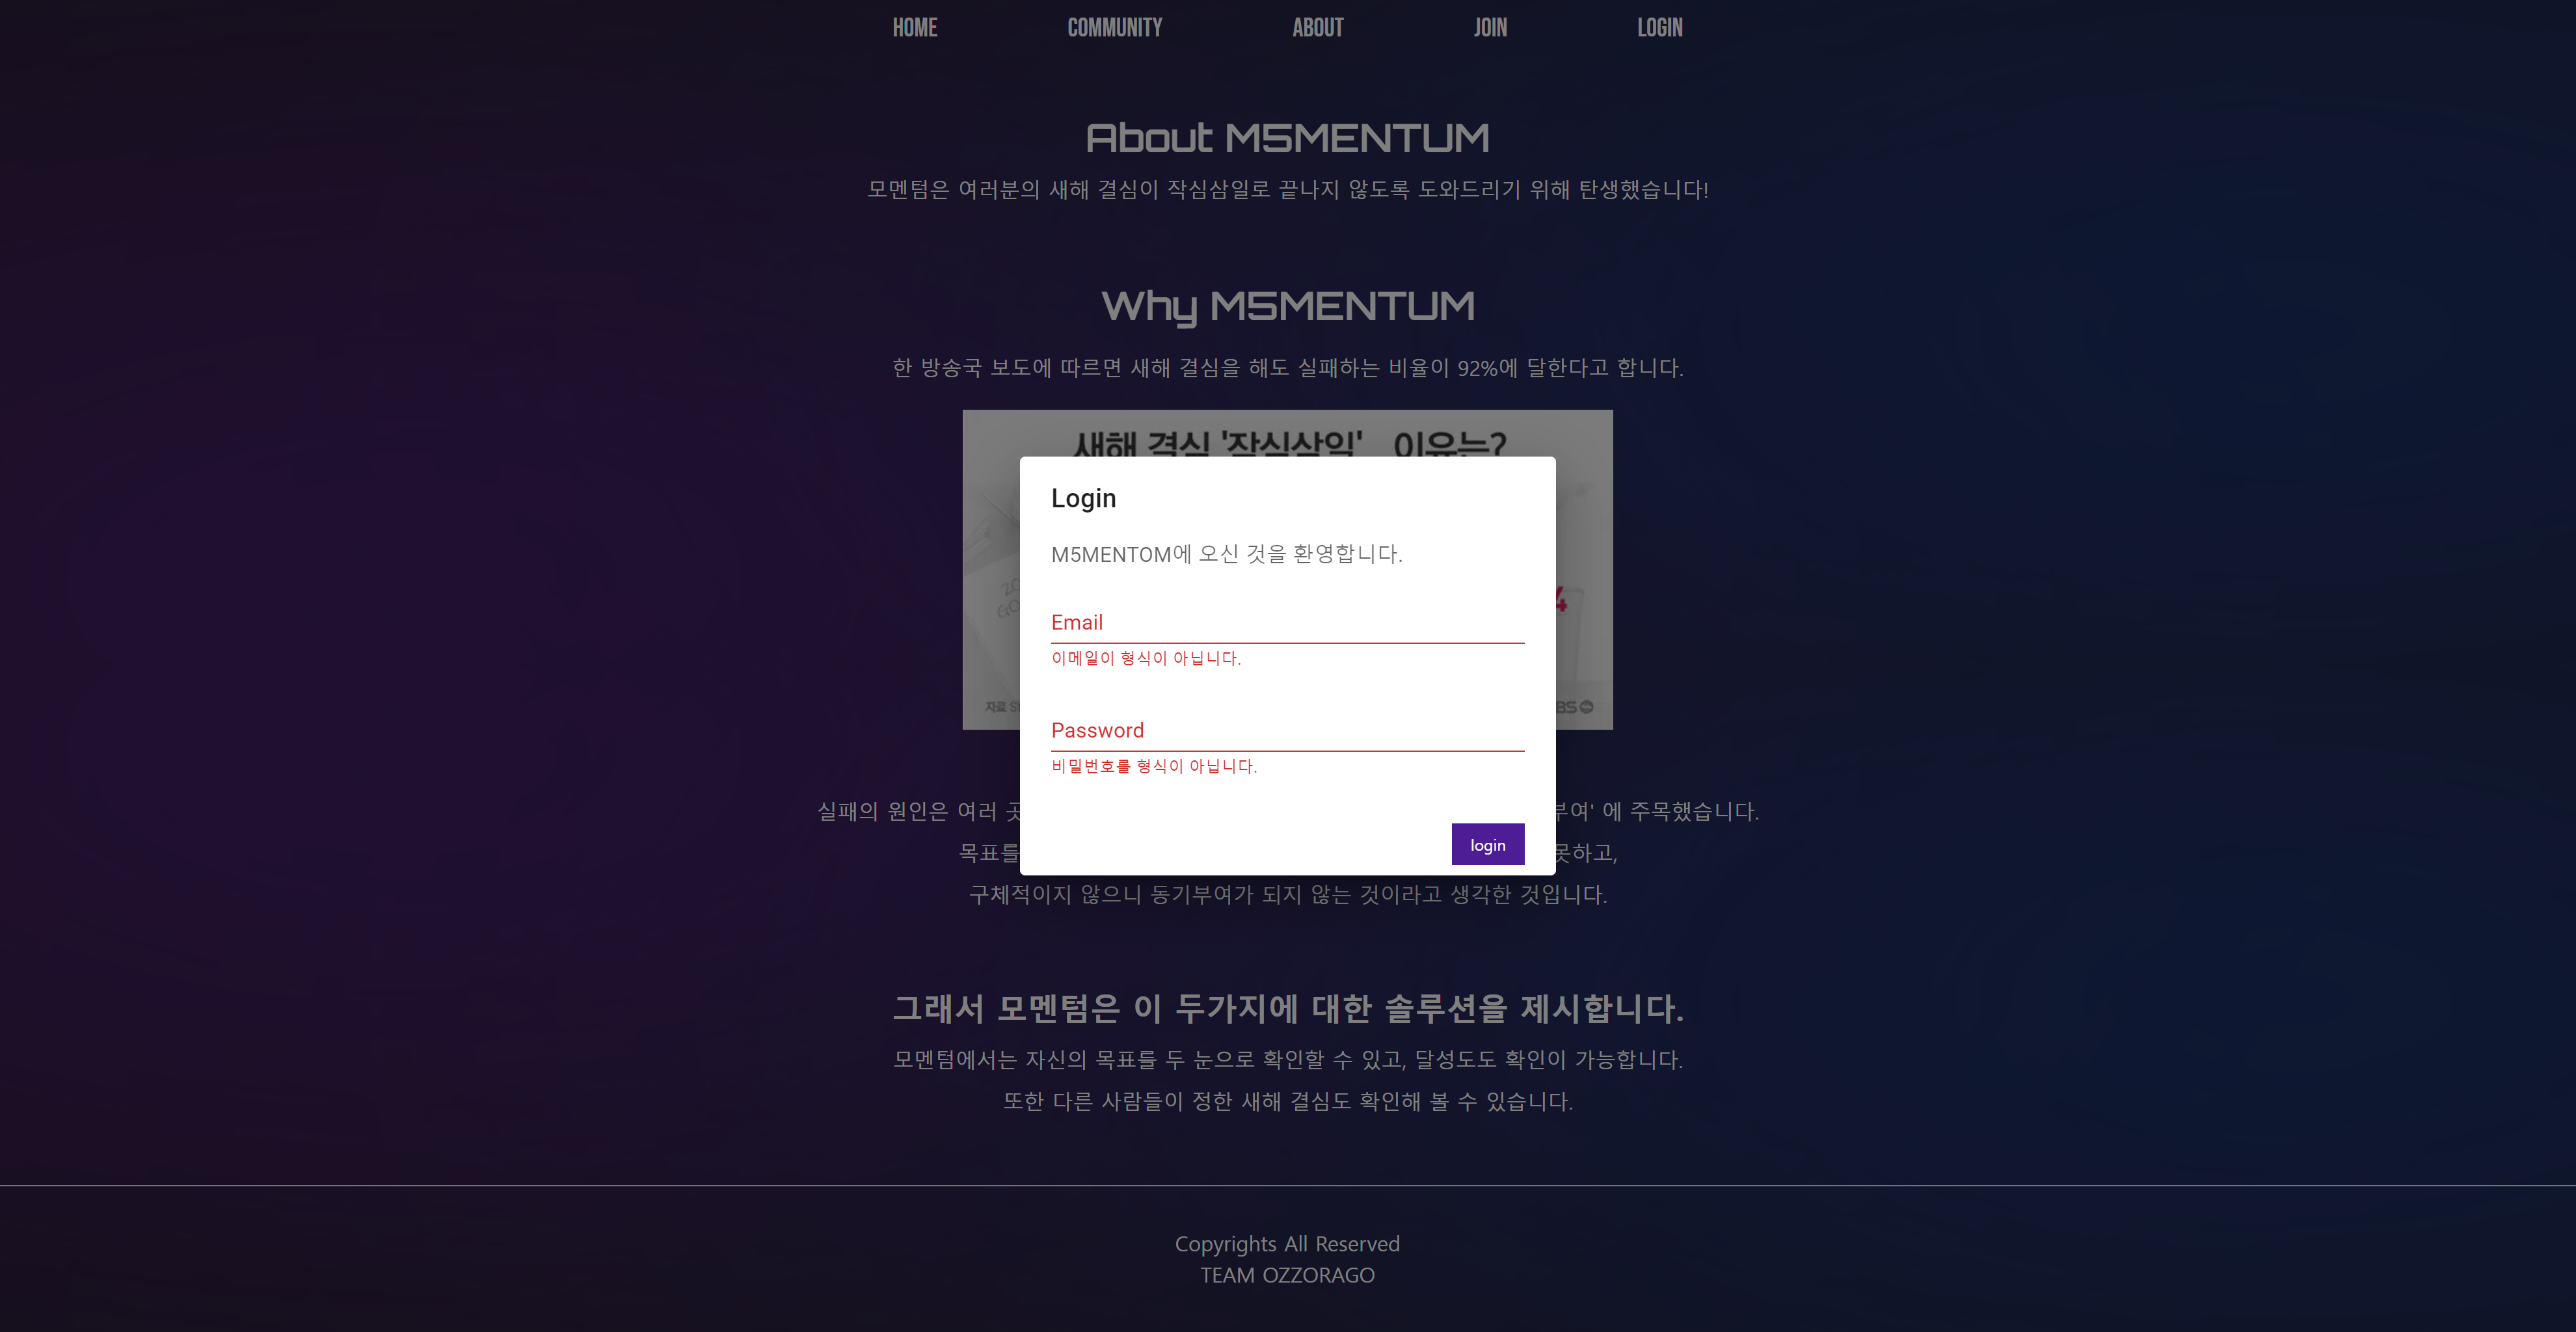 HOME COMMUNITY ABOUT JOIN LOGIN
About M5MENTUM
모멘텀은 여러분의 새해 결심이 작심삼일로 끝나지 않도록 도와드리기 위해 탄생했습니다!
Why M5MENTUM
한 방송국 보도에 따르면 새해 결심을 해도 실패하는 비율이 92%에 달한다고 합니다.
새해 결심 '작심삼일' 이유는?
Login
M5MENTOM에 오신 것을 환영합니다.
Email
이메일이 형식이 아닙니다.
Password
비밀번호를 형식이 아닙니다.
login
자료
실패의 원인은 여러 부여' 에 주목했습니다.
목표를 못하고,
구체적이지 않으니 동기부여가 되지 않는 것이라고 생각한 것입니다.
그래서 모멘텀은 이 두가지에 대한 솔루션을 제시합니다.
모멘텀에서는 자신의 목표를 두 눈으로 확인할 수 있고, 달성도도 확인이 가능합니다.
또한 다른 사람들이 정한 새해 결심도 확인해 볼 수 있습니다.
Copyrights All Reserved
TEAM OZZORAGO